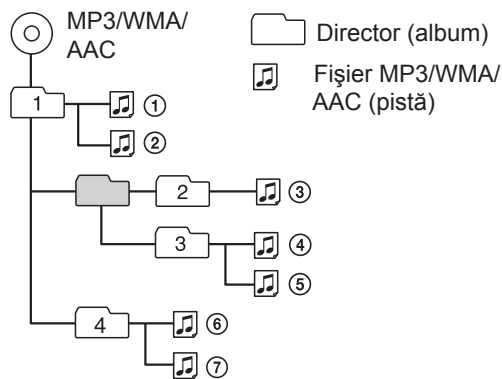 MP3/WMA/
AAC
Director (album)
Fişier MP3/WMA/
AAC (pistă)
1
①
②
2
③
3
④
⑤
4
⑥
⑦